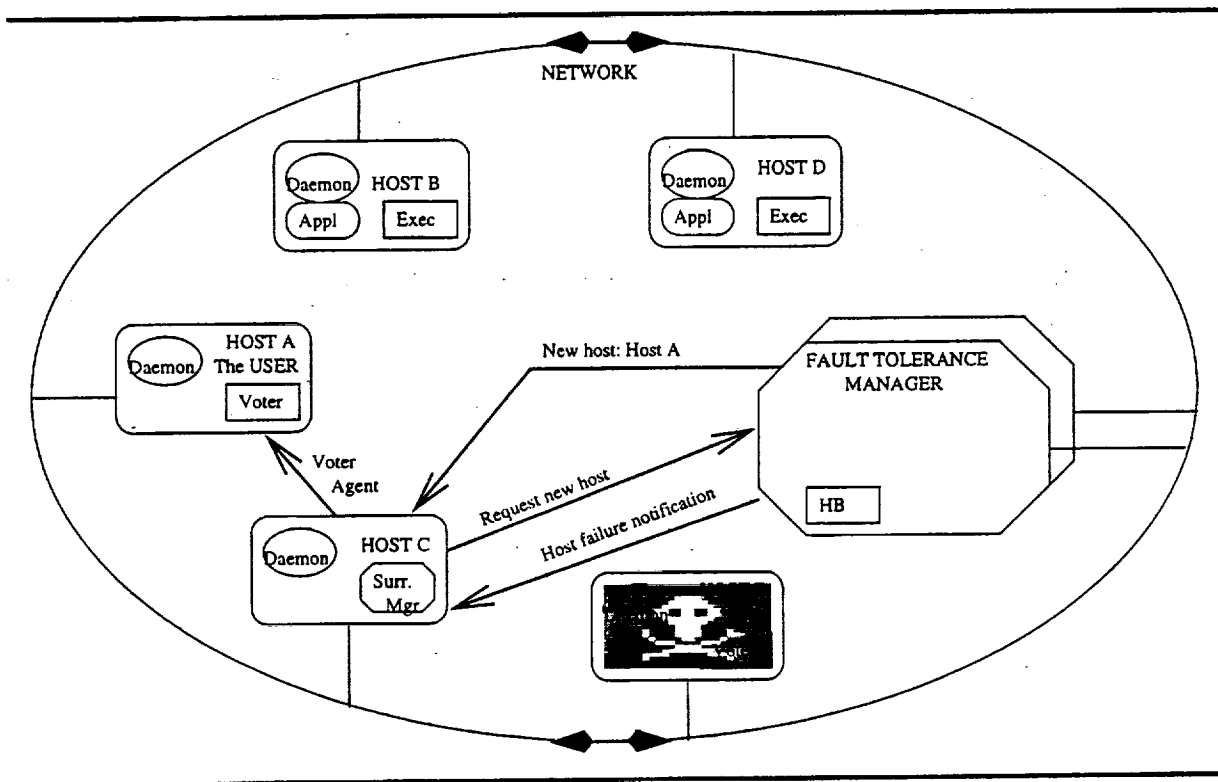 NETWORK
Daemon
HOST B
Appl
Exec
Daemon
HOST D
Appl
Exec
HOST A
The USER
Daemon
Voter
New host: Host A
FAULT TOLERANCE
MANAGER
HB
Voter
Agent
Request new host
Host failure notification
Daemon
HOST C
Surr.
Mgr